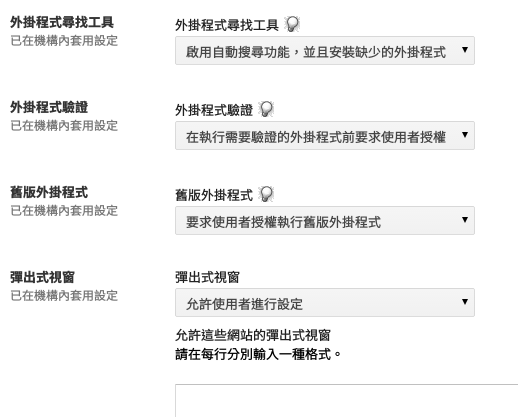 外掛程式尋找工具
已在機構內套用設定
外掛程式尋找工具
啟用自動搜尋功能，並且安裝缺少的外掛程式
外掛程式驗證
已在機構內套用設定
外掛程式驗證
在執行需要驗證的外掛程式前要求使用者授權
舊版外掛程式
已在機構內套用設定
舊版外掛程式
要求使用者授權執行舊版外掛程式
彈出式視窗
已在機構內套用設定
彈出式視窗
允許使用者進行設定
允許這些網站的彈出式視窗
請在每行分別輸入一種格式。